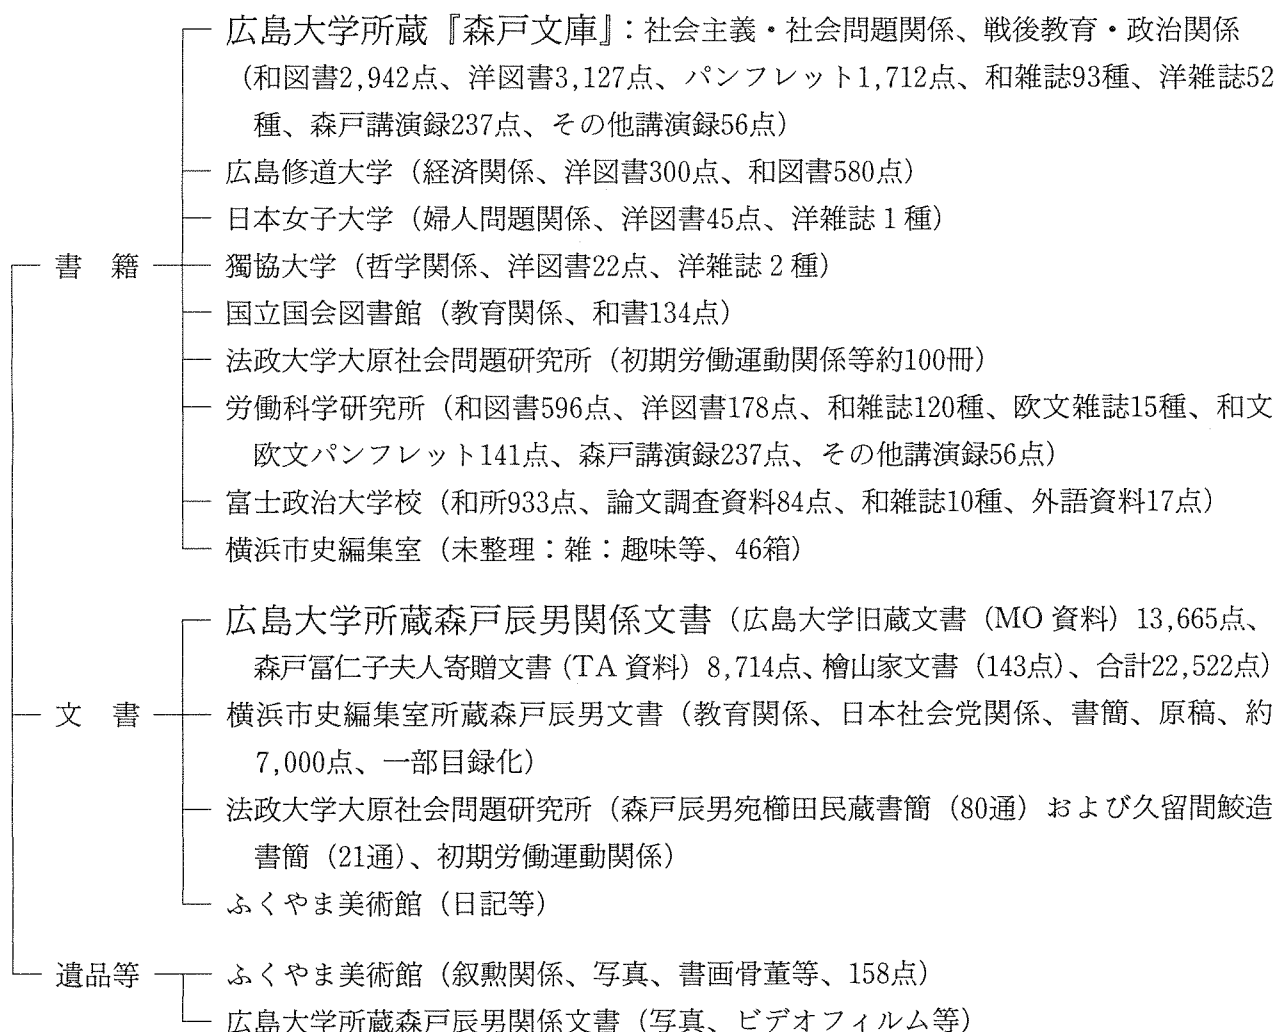 広島大学所蔵『森戸文庫』：社会主義・社会問題関係、戦後教育・政治関係
（和図書2,942点、洋図書3,127点、パンフレット1,712点、和雑誌93種、洋雑誌52
種、森戸講演録237点、その他講演録56点）
広島修道大学（経済関係、洋図書300点、和図書580点）
日本女子大学（婦人問題関係、洋図書45点、洋雑誌１種）
書　籍
獨協大学（哲学関係、洋図書22点、洋雑誌２種）
国立国会図書館（教育関係、和書134点）
法政大学大原社会問題研究所（初期労働運動関係等約100冊）
労働科学研究所（和図書596点、洋図書178点、和雑誌120種、欧文雑誌15種、和文
欧文パンフレット141点、森戸講演録237点、その他講演録56点）
富士政治大学校（和所933点、論文調査資料84点、和雑誌10種、外語資料17点）
横浜市史編集室（未整理：雑：趣味等、46箱）
広島大学所蔵森戸辰男関係文書（広島大学旧蔵文書（MO 資料）13,665点、
森戸冨仁子夫人寄贈文書（TA 資料）8,714点、檜山家文書（143点）、合計22,522点）
文　書
横浜市史編集室所蔵森戸辰男文書（教育関係、日本社会党関係、書簡、原稿、約
7,000点、一部目録化）
法政大学大原社会問題研究所（森戸辰男宛櫛田民蔵書簡（80通）および久留間鮫造
書簡（21通）、初期労働運動関係）
ふくやま美術館（日記等）
遺品等
ふくやま美術館（叙勲関係、写真、書画骨董等、158点）
広島大学所蔵森戸辰男関係文書（写真、ビデオフィルム等）